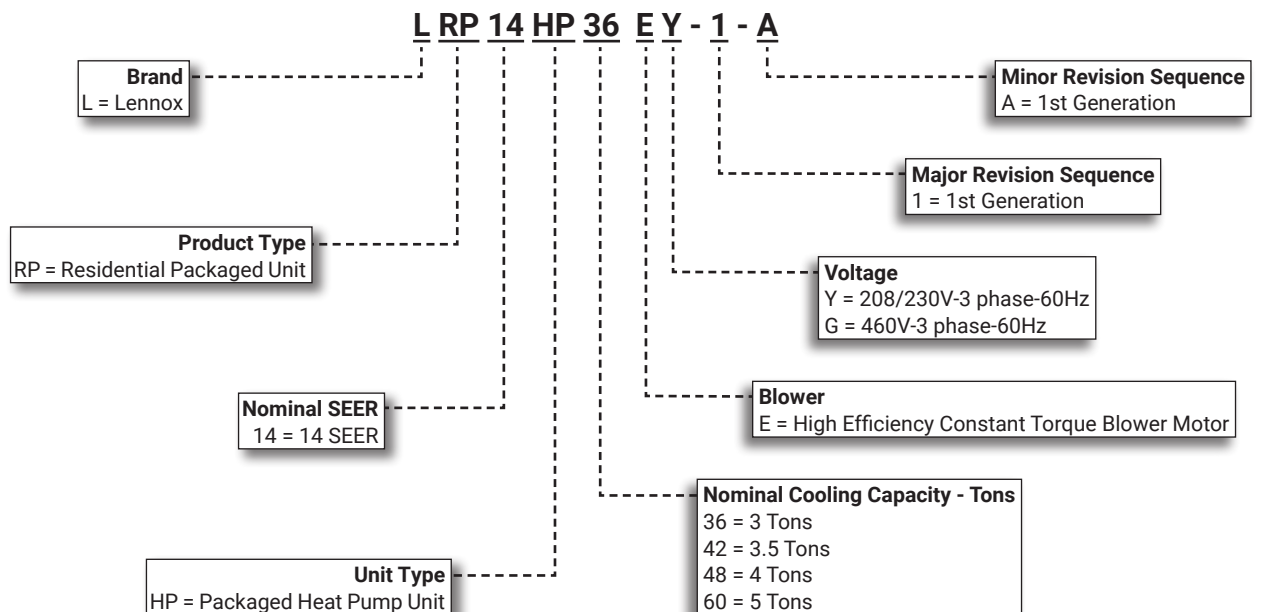 L RP 14 HP 36 E Y - 1 - A
Brand
L = Lennox
Minor Revision Sequence
A = 1st Generation
Major Revision Sequence
1 = 1st Generation
Product Type
RP = Residential Packaged Unit
Voltage
Y = 208/230V-3 phase-60Hz
G = 460V-3 phase-60Hz
Nominal SEER
14 = 14 SEER
Blower
E = High Efficiency Constant Torque Blower Motor
Nominal Cooling Capacity - Tons
36 = 3 Tons
42 = 3.5 Tons
48 = 4 Tons
60 = 5 Tons
Unit Type
HP = Packaged Heat Pump Unit